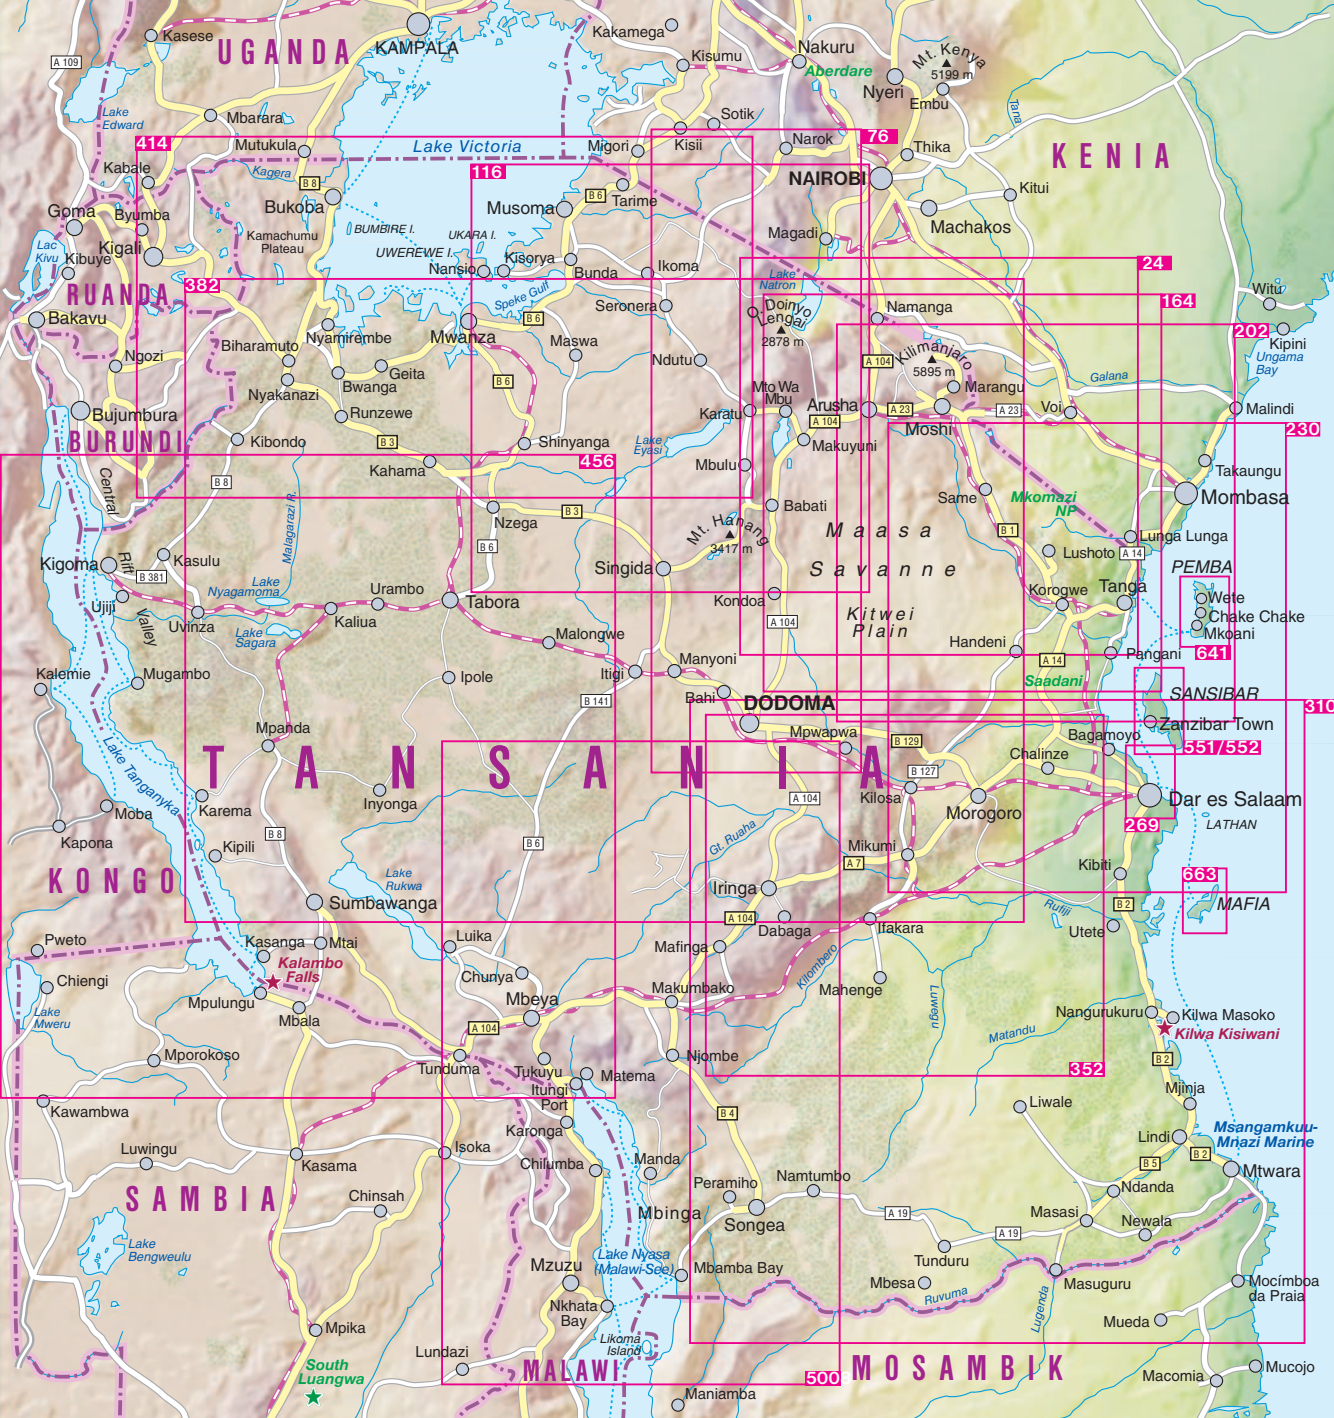 Kasese
UGANDA
KAMPALA
Kakamega
Kisumu
Nakuru
Aberdare
Mt. Kenya
5199 m
Nyeri
Embu
Tana
A 109
Lake
Edward
Mbarara
Mutukula
Lake Victoria
Migori
Kisii
Sotik
Narok
76
Thika
KENIA
414
Kabale
Kagera
B 8
116
Tarime
B 6
NAIROBI
Kitui
Goma
Byumba
Bukoba
Musoma
Machakos
Kamachumu
Plateau
BUMBIRE I.
UKARA I.
UWEREWE I.
Magadi
Lac
Kivu
Kibuye
Kigali
Nansio
Kisorya
Bunda
Ikoma
Lake
Natron
24
RUANDA
382
Speke Gulf
Seronera
O. Doinyo
Lengai
2878 m
Namanga
164
Witu
Bakavu
Nyamirembe
Mwanza
B 6
Maswa
202
Kipini
Ungama
Bay
Ngozi
Biharamuto
Geita
Bwanga
Nyakanazi
B 6
Ndutu
A 104
Kilimanjaro
5895 m
Marangu
Galana
Bujumbura
Runzewe
Karatu
Mto Wa
Mbu
Arusha
A 23
A 23
Voi
Malindi
BURUNDI
Kibondo
B 3
Shinyanga
Lake
Eyasi
A 104
Makuyuni
Moshi
230
456
Kahama
Mbulu
Takaungu
Central
B 8
Malagarazi R.
Nzega
B 3
Babati
Same
Mkomazi
NP
Mombasa
Mt. Hanang
3417 m
Maasa
Savanne
B 1
Lunga Lunga
A 14
Kigoma
Rift
Kasulu
B 381
B 6
Singida
Lushoto
PEMBA
Ujiji
Valley
Lake
Nyagamoma
Urambo
Tabora
Kondoa
A 104
Kitwei
Plain
Korogwe
Tanga
Wete
Chake Chake
Mkoani
Uvinza
Lake
Sagara
Kaliua
Malongwe
Handeni
A 14
Pangani
641
Kalemie
Mugambo
Ipole
Itigi
Manyoni
Saadani
B 141
Bahi
DODOMA
SANSIBAR
310
Mpanda
Mpwapwa
B 129
Bagamoyo
Zanzibar Town
551/552
TANSANIA
B 127
Chalinze
Lake Tanganyika
Karema
Inyonga
A 104
Kilosa
Morogoro
Dar es Salaam
Moba
269
LATHAN
Kapona
B 8
Kipili
B 6
Gt. Ruaha
A 7
Mikumi
Kibiti
KONGO
Lake
Rukwa
Iringa
663
Sumbawanga
A 104
Dabaga
Rufiji
B 2
MAFIA
Pweto
Kasanga
Mtai
Luika
Mafinga
Ifakara
Utete
Kalambo
Falls
Chiengi
Chunya
Kilombero
Mahenge
Mpulungu
Mbala
Mbeya
Makumbako
Luwegu
Nangurukuru
Kilwa Masoko
Lake
Mweru
A 104
Matandu
Kilwa Kisiwani
Mporokoso
Tunduma
Tukuyu
Matema
Njombe
352
B 2
Itungi
Port
Mjinja
Kawambwa
Karonga
B 4
Liwale
Msangamkuu-
Mnazi Marine
Luwingu
Isoka
Lindi
B 5
B 2
Kasama
Chilumba
Manda
Namtumbo
Mtwara
SAMBIA
Chinsah
Peramiho
Ndanda
Mbinga
Songea
A 19
Masasi
Newala
Lake
Bengweulu
Lake Nyasa
(Malawi-See)
A 19
Tunduru
Mzuzu
Mbamba Bay
Mbesa
Ruvuma
Masuguru
Mocímboa
da Praia
Nkhata
Bay
Lugenda
Mueda
Mpika
Likoma
Island
Lundazi
South
Luangwa
MALAWI
500
MOSAMBIK
Mucojo
Macomia
Maniamba